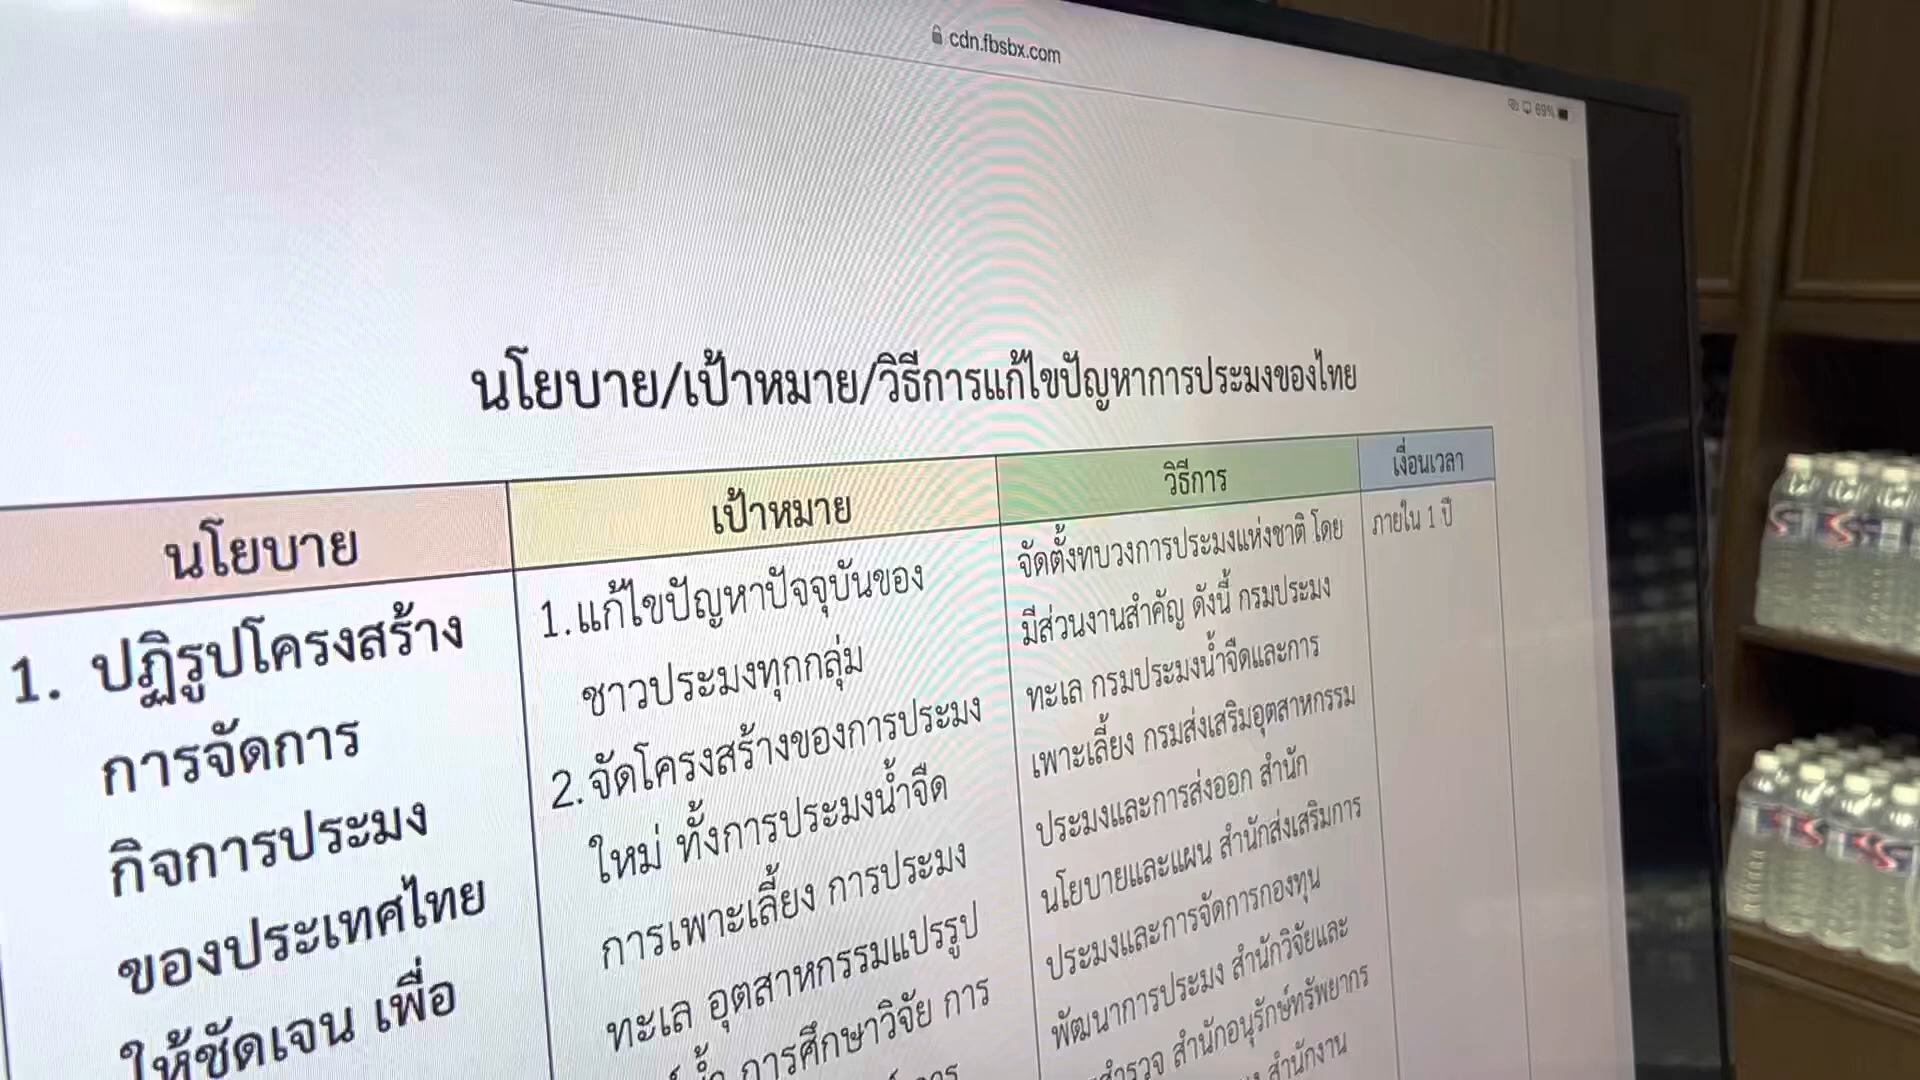 cdn.fbsbx.com
69%
นโยบาย/เป้าหมาย/วิธีการแก้ไขปัญหาการประมงของไทย
นโยบาย
เป้าหมาย
วิธีการ
เงื่อนเวลา
1. ปฏิรูปโครงสร้าง
การจัดการ
กิจการประมง
ของประเทศไทย
ให้ชัดเจน เพื่อ
1. แก้ไขปัญหาปัจจุบันของ
ชาวประมงทุกกลุ่ม
2. จัดโครงสร้างของการประมง
ใหม่ ทั้งการประมงน้ำจืด
การเพาะเลี้ยง การประมง
ทะเล อุตสาหกรรมแปรรูป
การศึกษาวิจัย การ
จัดตั้งทบวงการประมงแห่งชาติ โดย
มีส่วนงานสำคัญ ดังนี้ กรมประมง
ทะเล กรมประมงน้ำจืดและการ
เพาะเลี้ยง กรมส่งเสริมอุตสาหกรรม
ประมงและการส่งออก สำนัก
นโยบายและแผน สำนักส่งเสริมการ
ประมงและการจัดการกองทุน
พัฒนาการประมง สำนักวิจัยและ
สำรวจ สำนักอนุรักษ์ทรัพยากร
สำนักงาน
ภายใน 1 ปี